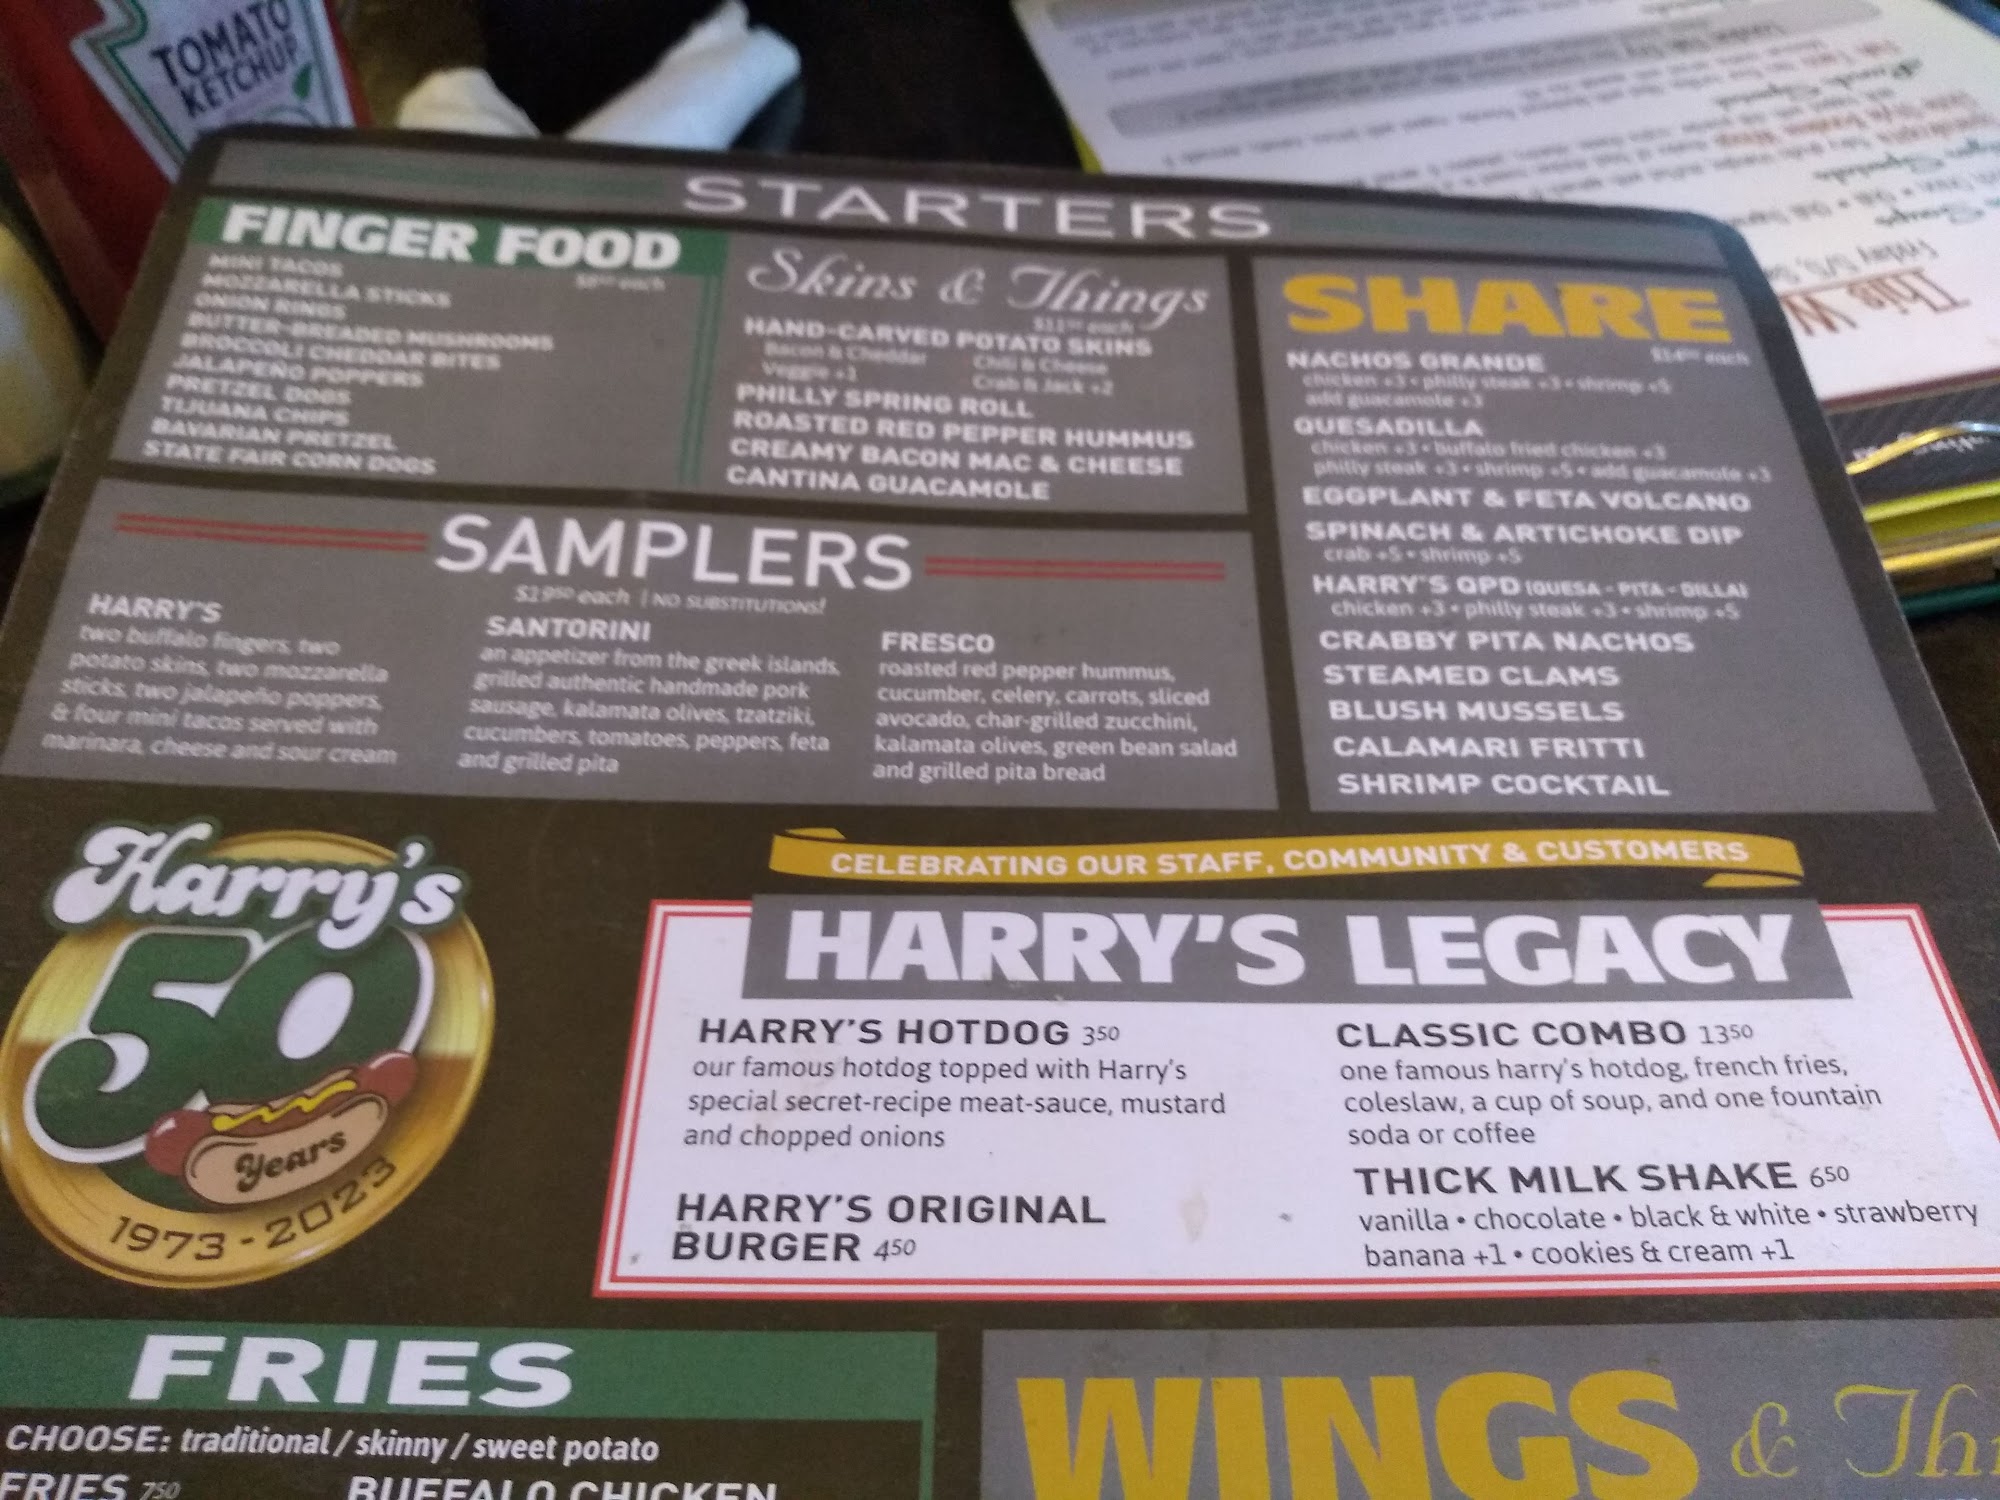 TOMATO
KETCHUP
STARTERS
FINGER FOOD
MINI TACOS
MOZZARELLA STICKS
ONION RINGS
BUTTER-BREADED MUSHROOMS
BROCCOLI CHEDDAR BITES
JALAPEÑO POPPERS
PRETZEL DOGS
TIJUANA CHIPS
BAVARIAN PRETZEL
STATE FAIR CORN DOGS
Skins & Things
each
HAND-CARVED POTATO SKINS
Bacon & Cheddar Chili & Cheese
Veggie +1 Crab & Jack +2
PHILLY SPRING ROLL
ROASTED RED PEPPER HUMMUS
CREAMY BACON MAC & CHEESE
CANTINA GUACAMOLE
SHARE
each
NACHOS GRANDE
chicken +3 • philly steak +3 • shrimp +5
add guacamole +3
QUESADILLA
chicken +3 • buffalo fried chicken +3
philly steak +3 • shrimp +5 • add guacamole +3
EGGPLANT & FETA VOLCANO
SPINACH & ARTICHOKE DIP
crab +5 • shrimp +5
HARRY'S QPD (QUESA - PITA - DILLA)
chicken +3 • philly steak +3 • shrimp +5
CRABBY PITA NACHOS
STEAMED CLAMS
BLUSH MUSSELS
CALAMARI FRITTI
SHRIMP COCKTAIL
SAMPLERS
$19⁵⁰ each | NO SUBSTITUTIONS!
HARRY'S
two buffalo fingers, two
potato skins, two mozzarella
sticks, two jalapeño poppers,
& four mini tacos served with
marinara, cheese and sour cream
SANTORINI
an appetizer from the greek islands,
grilled authentic handmade pork
sausage, kalamata olives, tzatziki,
cucumbers, tomatoes, peppers, feta
and grilled pita
FRESCO
roasted red pepper hummus,
cucumber, celery, carrots, sliced
avocado, char-grilled zucchini,
kalamata olives, green bean salad
and grilled pita bread
Harry's
50
Years
1973-2023
CELEBRATING OUR STAFF, COMMUNITY & CUSTOMERS
HARRY'S LEGACY
HARRY'S HOTDOG 3⁵⁰
our famous hotdog topped with Harry's
special secret-recipe meat-sauce, mustard
and chopped onions
HARRY'S ORIGINAL
BURGER 4⁵⁰
CLASSIC COMBO 13⁵⁰
one famous harry's hotdog, french fries,
coleslaw, a cup of soup, and one fountain
soda or coffee
THICK MILK SHAKE 6⁵⁰
vanilla • chocolate • black & white • strawberry
banana +1 • cookies & cream +1
FRIES
CHOOSE: traditional / skinny / sweet potato
FRIES 7⁵⁰
BUFFALO CHICKEN
WINGS & Thi